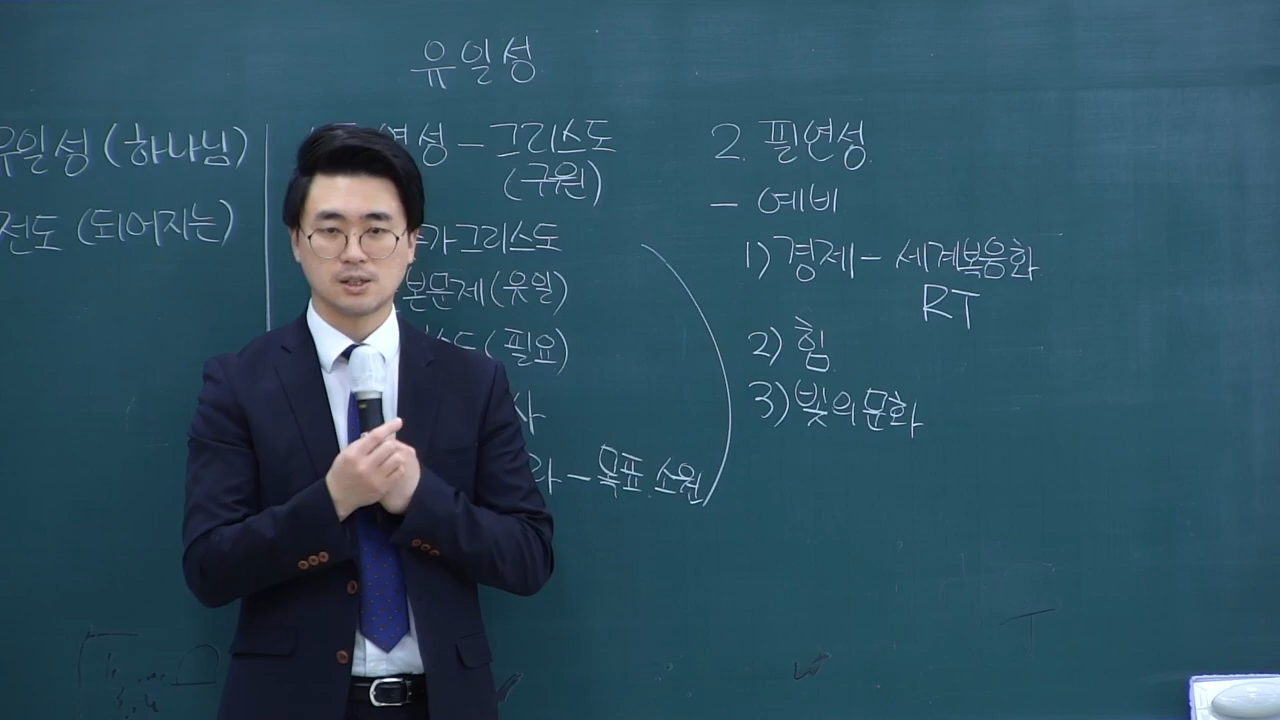 유일성
유일성 (하나님)
전도 (되어지는)
연성 - 그리스도
(구원)
가 그리스도
본문제 (유일)
스도 (필요)
사
와 - 목표. 소원
2. 필연성.
- 예비
1) 경제 - 세계복음화
RT
2) 힘.
3) 빛의 문화